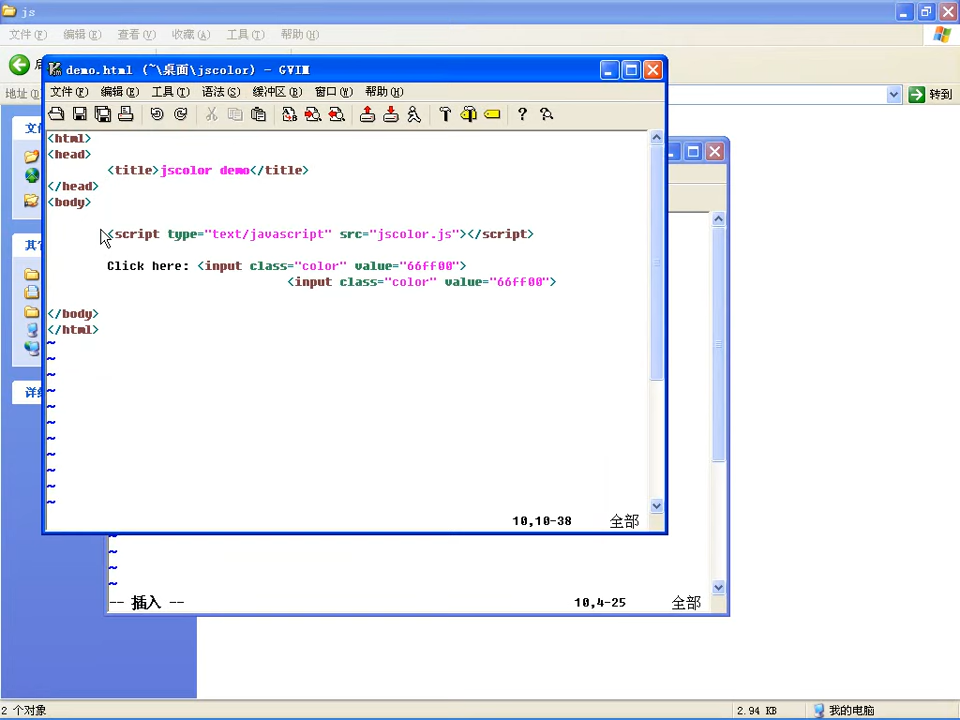 js
文件(F) 编辑(E) 查看(V) 收藏(A) 工具(T) 帮助(H)
地址(D)
转到
demo.html (~\桌面\jscolor) - GVIM
文件(F) 编辑(E) 工具(T) 语法(S) 缓冲区(B) 窗口(W) 帮助(H)
<html>
<head>
<title>jscolor demo</title>
</head>
<body>
<script type="text/javascript" src="jscolor.js"></script>
Click here: <input class="color" value="66ff00">
<input class="color" value="66ff00">
</body>
</html>
~
~
~
~
~
~
~
~
~
~
~
10,10-38 全部
~
~
~
~
-- 插入 -- 10,4-25 全部
其
详细
2 个对象 2.94 KB 我的电脑